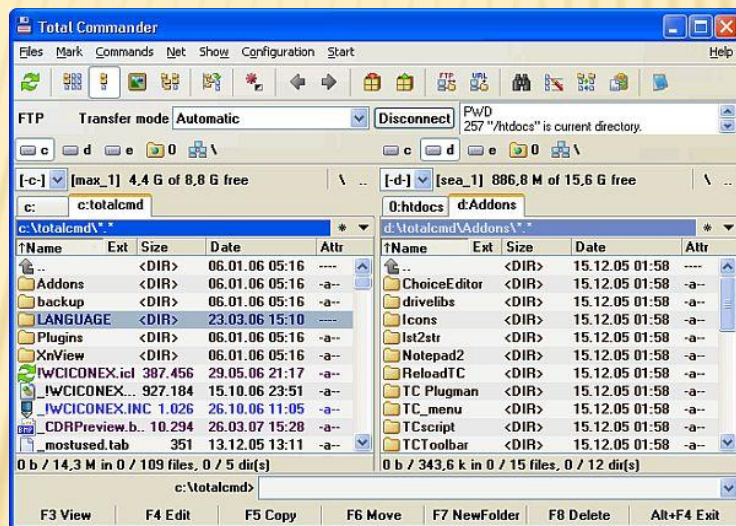 Total Commander
Files Mark Commands Net Show Configuration Start Help
FTP URL
FTP Transfer mode Automatic Disconnect PWD
257 "/htdocs" is current directory.
c d e 0 \ c d e 0 \
[-c-] [max_1] 4,4 G of 8,8 G free \ .. [-d-] [sea_1] 886,8 M of 15,6 G free \ ..
c: c:totalcmd 0:htdocs d:Addons
c:\totalcmd\*.* * d:\totalcmd\Addons\*.* *
↑Name Ext Size Date Attr ↑Name Ext Size Date Attr
.. <DIR> 06.01.06 05:16 ---- .. <DIR> 15.12.05 01:58 ----
Addons <DIR> 06.01.06 05:16 -a-- ChoiceEditor <DIR> 15.12.05 01:58 -a--
backup <DIR> 06.01.06 05:16 -a-- drivelibs <DIR> 15.12.05 01:58 -a--
LANGUAGE <DIR> 23.03.06 15:10 ---- Icons <DIR> 15.12.05 01:58 -a--
Plugins <DIR> 06.01.06 05:16 -a-- lst2str <DIR> 15.12.05 01:58 -a--
XnView <DIR> 06.01.06 05:16 -a-- Notepad2 <DIR> 15.12.05 01:58 -a--
!WCICONEX.icl 387.456 29.05.06 21:17 -a-- ReloadTC <DIR> 15.12.05 01:58 -a--
_!WCICONEX... 927.184 15.10.06 23:51 -a-- TC Plugman <DIR> 15.12.05 01:58 -a--
_!WCICONEX.INC 1.026 26.10.06 11:05 -a-- TC_menu <DIR> 15.12.05 01:58 -a--
_CDRPreview.b.. 10.294 26.03.07 15:28 -a-- TCscript <DIR> 15.12.05 01:58 -a--
_mostused.tab 351 13.12.05 13:11 -a-- TCToolbar <DIR> 15.12.05 01:58 -a--
0 b / 14,3 M in 0 / 109 files, 0 / 5 dir(s) 0 b / 343,6 k in 0 / 15 files, 0 / 12 dir(s)
c:\totalcmd>
F3 View F4 Edit F5 Copy F6 Move F7 NewFolder F8 Delete Alt+F4 Exit